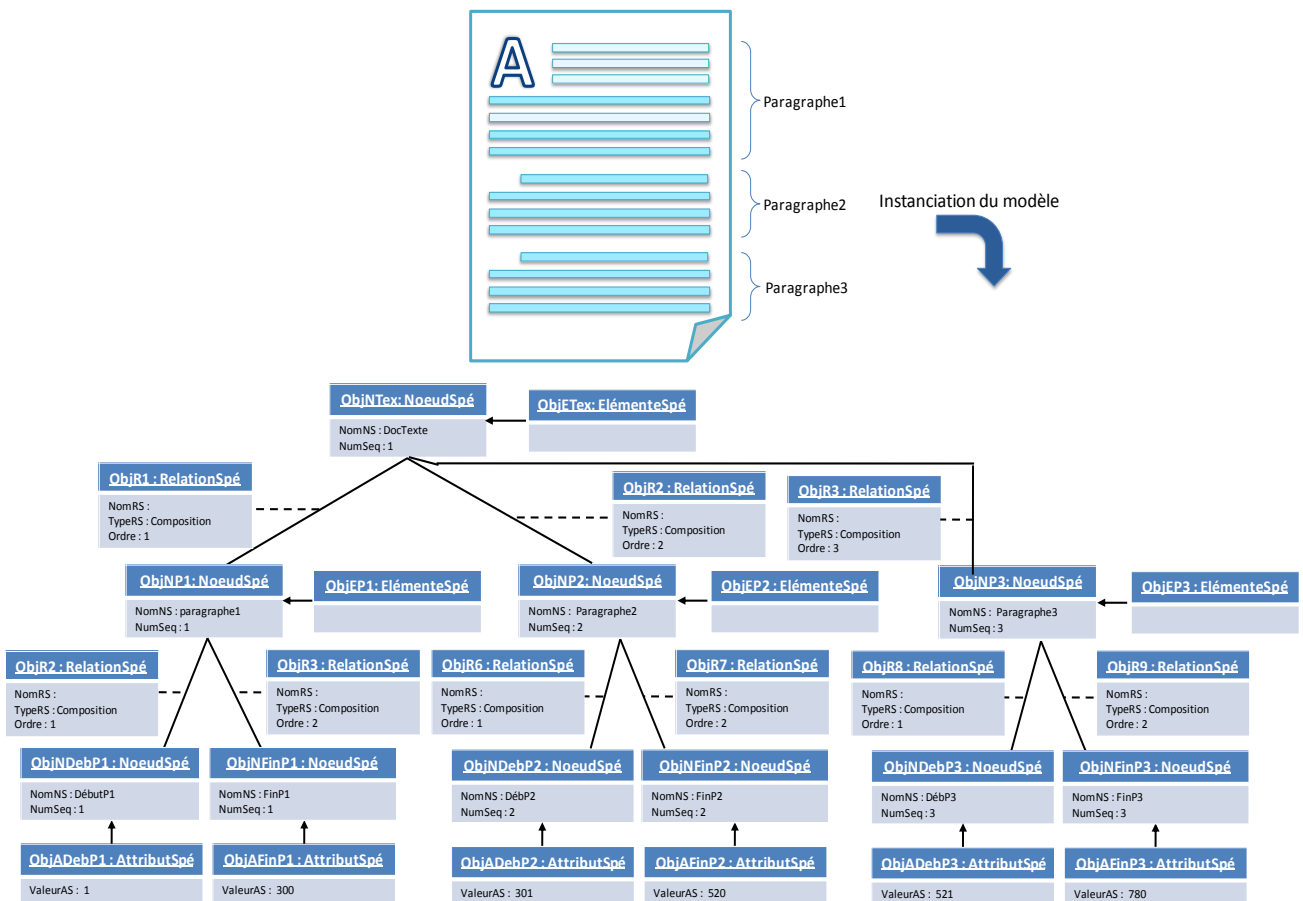 A
Paragraphe1
Paragraphe2
Instanciation du modèle
Paragraphe3
ObjNTex: NoeudSpé
NomNS : DocTexte
NumSeq : 1
ObjETex: ElémenteSpé
ObjR1 : RelationSpé
NomRS :
TypeRS : Composition
Ordre : 1
ObjR2 : RelationSpé
NomRS :
TypeRS : Composition
Ordre : 2
ObjR3 : RelationSpé
NomRS :
TypeRS : Composition
Ordre : 3
ObjNP1: NoeudSpé
NomNS : paragraphe1
NumSeq : 1
ObjEP1: ElémenteSpé
ObjNP2: NoeudSpé
NomNS : Paragraphe2
NumSeq : 2
ObjEP2 : ElémenteSpé
ObjNP3: NoeudSpé
NomNS : Paragraphe3
NumSeq : 3
ObjEP3 : ElémenteSpé
ObjR2 : RelationSpé
NomRS :
TypeRS : Composition
Ordre : 1
ObjR3 : RelationSpé
NomRS :
TypeRS : Composition
Ordre : 2
ObjR6 : RelationSpé
NomRS :
TypeRS : Composition
Ordre : 1
ObjR7 : RelationSpé
NomRS :
TypeRS : Composition
Ordre : 2
ObjR8 : RelationSpé
NomRS :
TypeRS : Composition
Ordre : 1
ObjR9 : RelationSpé
NomRS :
TypeRS : Composition
Ordre : 2
ObjNDebP1 : NoeudSpé
NomNS : DébutP1
NumSeq : 1
ObjNFinP1 : NoeudSpé
NomNS : FinP1
NumSeq : 1
ObjNDebP2 : NoeudSpé
NomNS : DébP2
NumSeq : 2
ObjNFinP2 : NoeudSpé
NomNS : FinP2
NumSeq : 2
ObjNDebP3 : NoeudSpé
NomNS : DébP3
NumSeq : 3
ObjNFinP3 : NoeudSpé
NomNS : FinP3
NumSeq : 3
ObjADebP1 : AttributSpé
ValeurAS : 1
ObjAFinP1 : AttributSpé
ValeurAS : 300
ObjADebP2 : AttributSpé
ValeurAS : 301
ObjAFinP2 : AttributSpé
ValeurAS : 520
ObjADebP3 : AttributSpé
ValeurAS : 521
ObjAFinP3 : AttributSpé
ValeurAS : 780